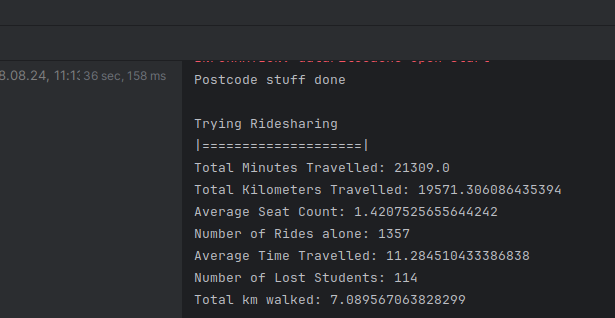 8.08.24, 11:13 36 sec, 158 ms
Postcode stuff done
Trying Ridesharing
|====================|
Total Minutes Travelled: 21309.0
Total Kilometers Travelled: 19571.306086435394
Average Seat Count: 1.4207525655644242
Number of Rides alone: 1357
Average Time Travelled: 11.284510433386838
Number of Lost Students: 114
Total km walked: 7.089567063828299